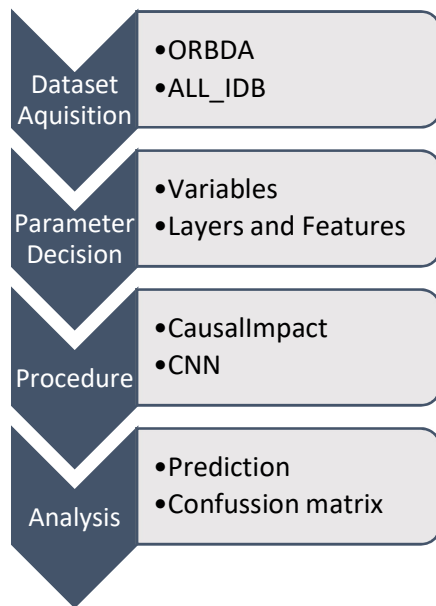 Dataset
Aquisition
•ORBDA
•ALL_IDB
Parameter
Decision
•Variables
•Layers and Features
Procedure
•CausalImpact
•CNN
Analysis
•Prediction
•Confussion matrix